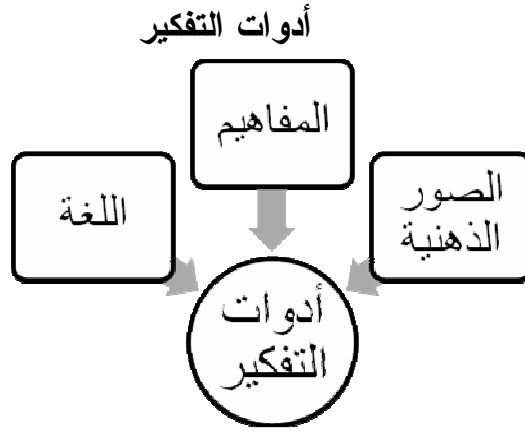 أدوات التفكير
المفاهيم
الصور
الذهنية
اللغة
أدوات
التفكير